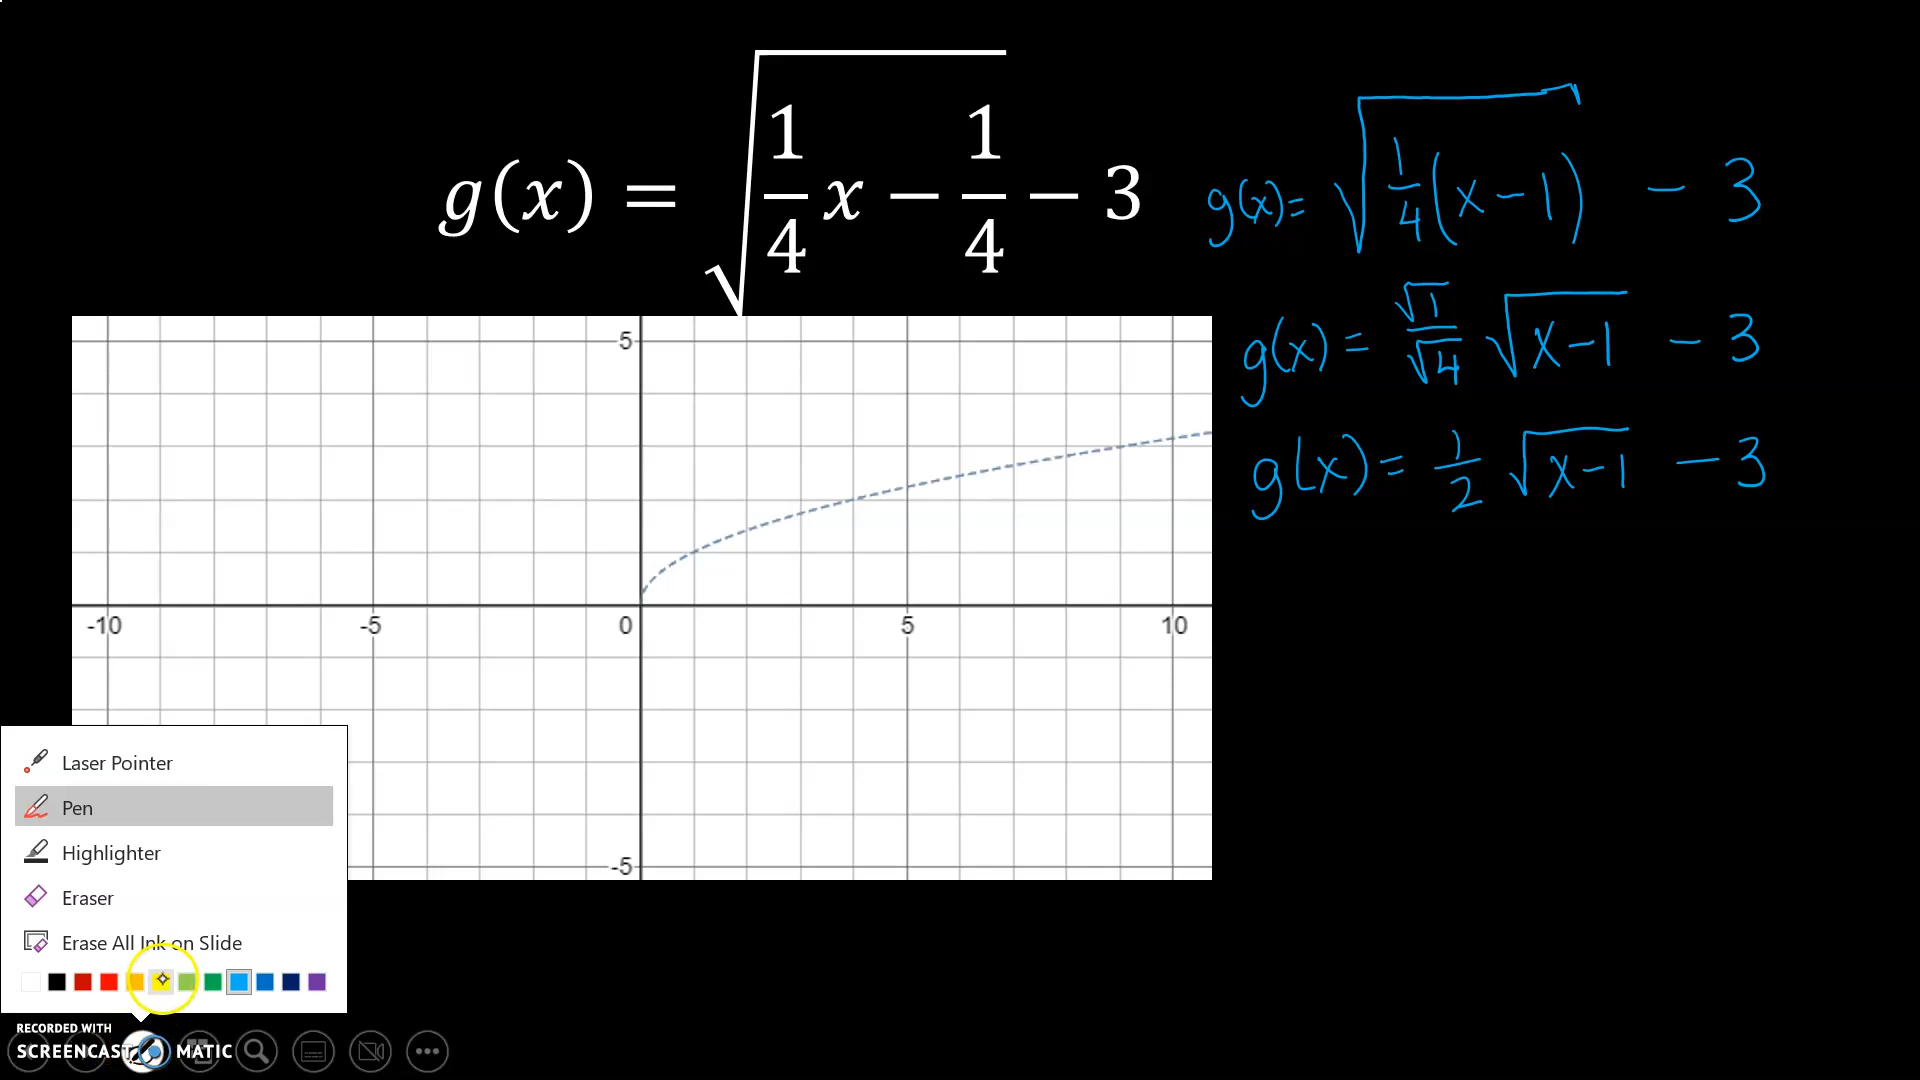 g(x) = √(1/4 x − 1/4) − 3
g(x) = √(1/4 (x − 1)) − 3
g(x) = √1/√4 √(x − 1) − 3
g(x) = 1/2 √(x − 1) − 3
5
-10 -5 0 5 10
-5
Laser Pointer
Pen
Highlighter
Eraser
Erase All Ink on Slide
RECORDED WITH
SCREENCAST MATIC